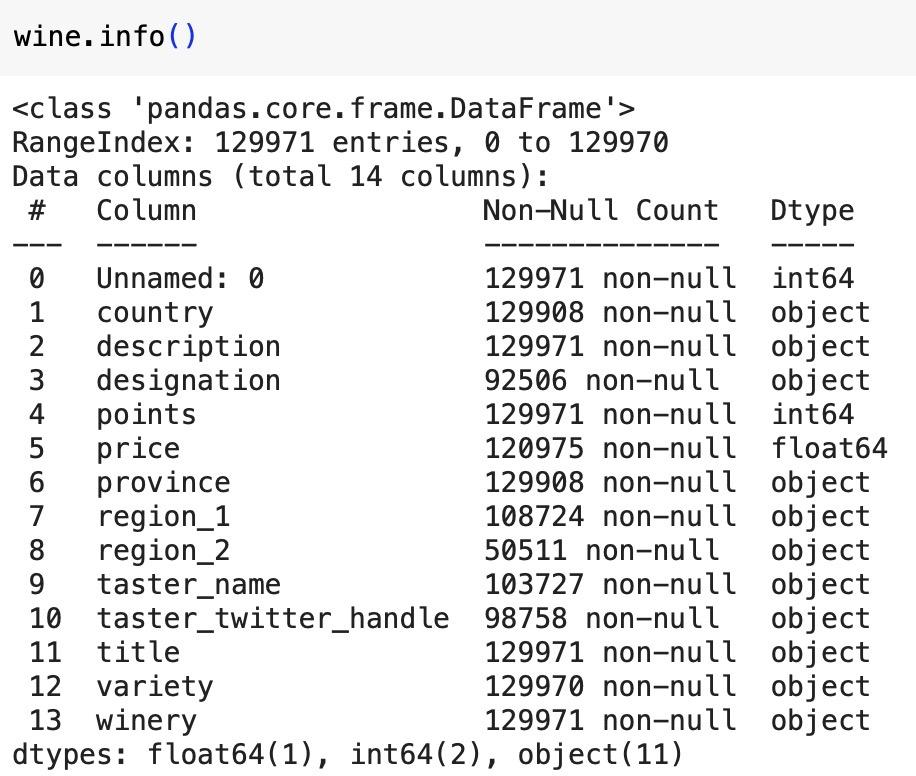 wine.info()
<class 'pandas.core.frame.DataFrame'>
RangeIndex: 129971 entries, 0 to 129970
Data columns (total 14 columns):
 #   Column                 Non-Null Count   Dtype
---  ------                 --------------   -----
 0   Unnamed: 0             129971 non-null  int64
 1   country                129908 non-null  object
 2   description            129971 non-null  object
 3   designation            92506 non-null   object
 4   points                 129971 non-null  int64
 5   price                  120975 non-null  float64
 6   province               129908 non-null  object
 7   region_1               108724 non-null  object
 8   region_2               50511 non-null   object
 9   taster_name            103727 non-null  object
 10  taster_twitter_handle  98758 non-null   object
 11  title                  129971 non-null  object
 12  variety                129970 non-null  object
 13  winery                 129971 non-null  object
dtypes: float64(1), int64(2), object(11)